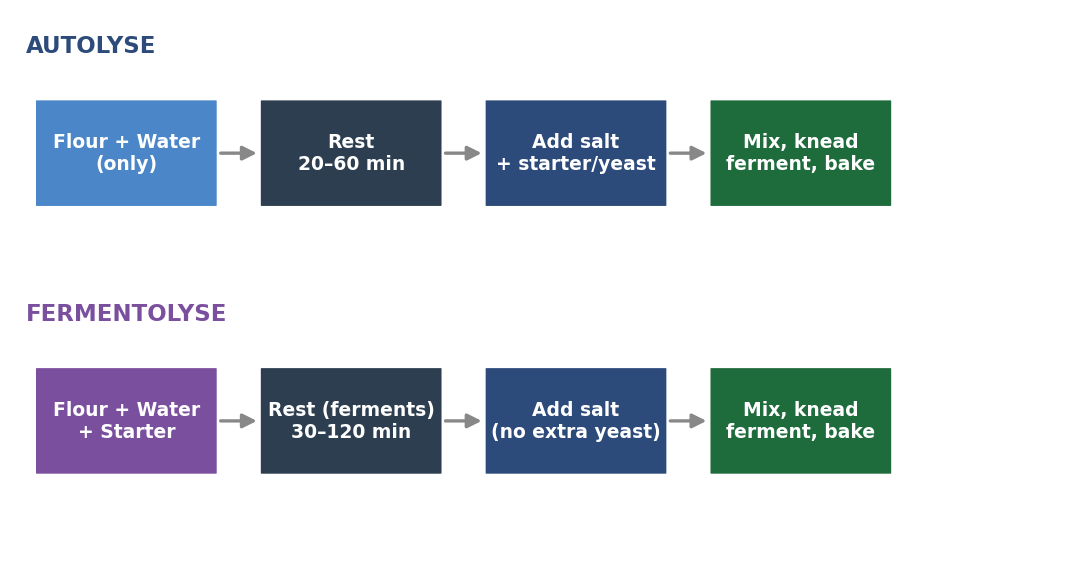 AUTOLYSE
Flour + Water
(only)
Rest
20–60 min
Add salt
+ starter/yeast
Mix, knead
ferment, bake
FERMENTOLYSE
Flour + Water
+ Starter
Rest (ferments)
30–120 min
Add salt
(no extra yeast)
Mix, knead
ferment, bake